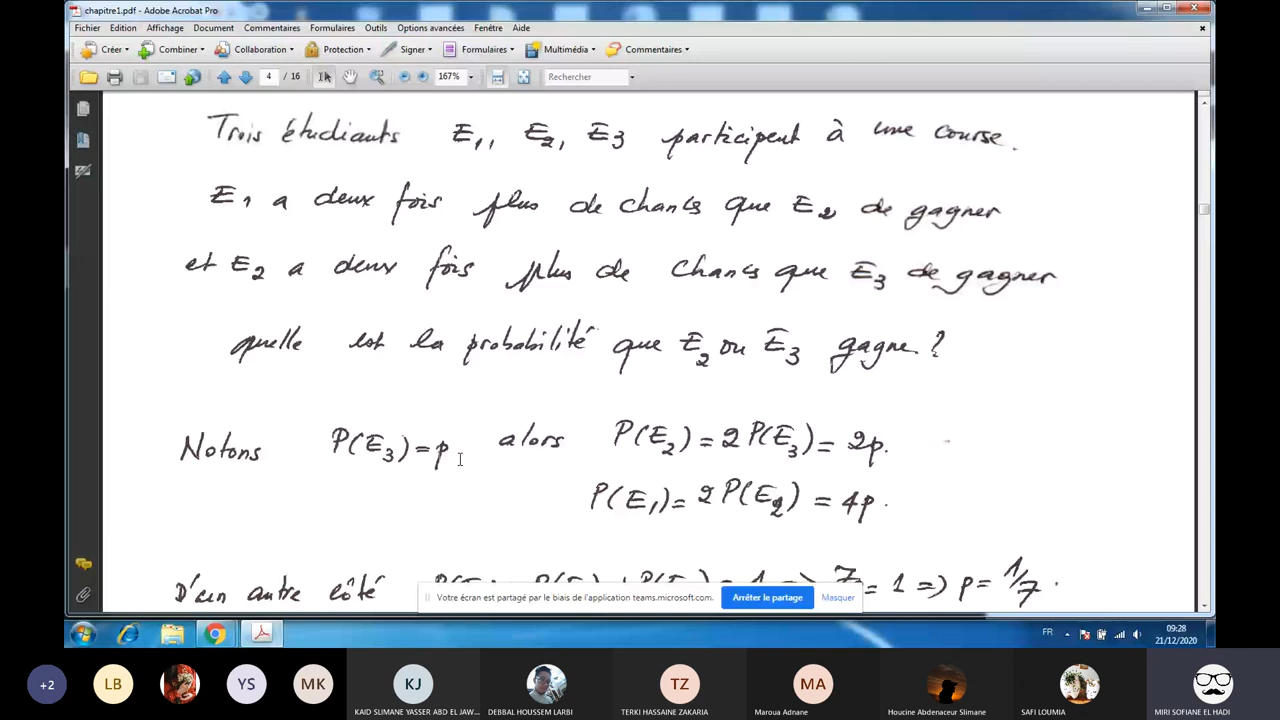 chapitre1.pdf - Adobe Acrobat Pro
Fichier Edition Affichage Document Commentaires Formulaires Outils Options avancées Fenêtre Aide
Créer Combiner Collaboration Protection Signer Formulaires Multimédia Commentaires
4 / 16 167% Rechercher
Trois étudiants E1, E2, E3 participent à une course.
E1 a deux fois plus de chances que E2 de gagner
et E2 a deux fois plus de chances que E3 de gagner
quelle est la probabilité que E2 ou E3 gagne ?
Notons P(E3) = p alors P(E2) = 2 P(E3) = 2p.
P(E1) = 2 P(E2) = 4p.
D'un autre côté = 1 => p = 1/7.
Votre écran est partagé par le biais de l'application teams.microsoft.com. Arrêter le partage Masquer
FR 09:28
21/12/2020
+2 LB YS MK KJ TZ MA
KAID SLIMANE YASSER ABD EL JAW... DEBBAL HOUSSEM LARBI TERKI HASSAINE ZAKARIA Maroua Adnane Houcine Abdenaceur Slimane SAFI LOUMIA MIRI SOFIANE EL HADI